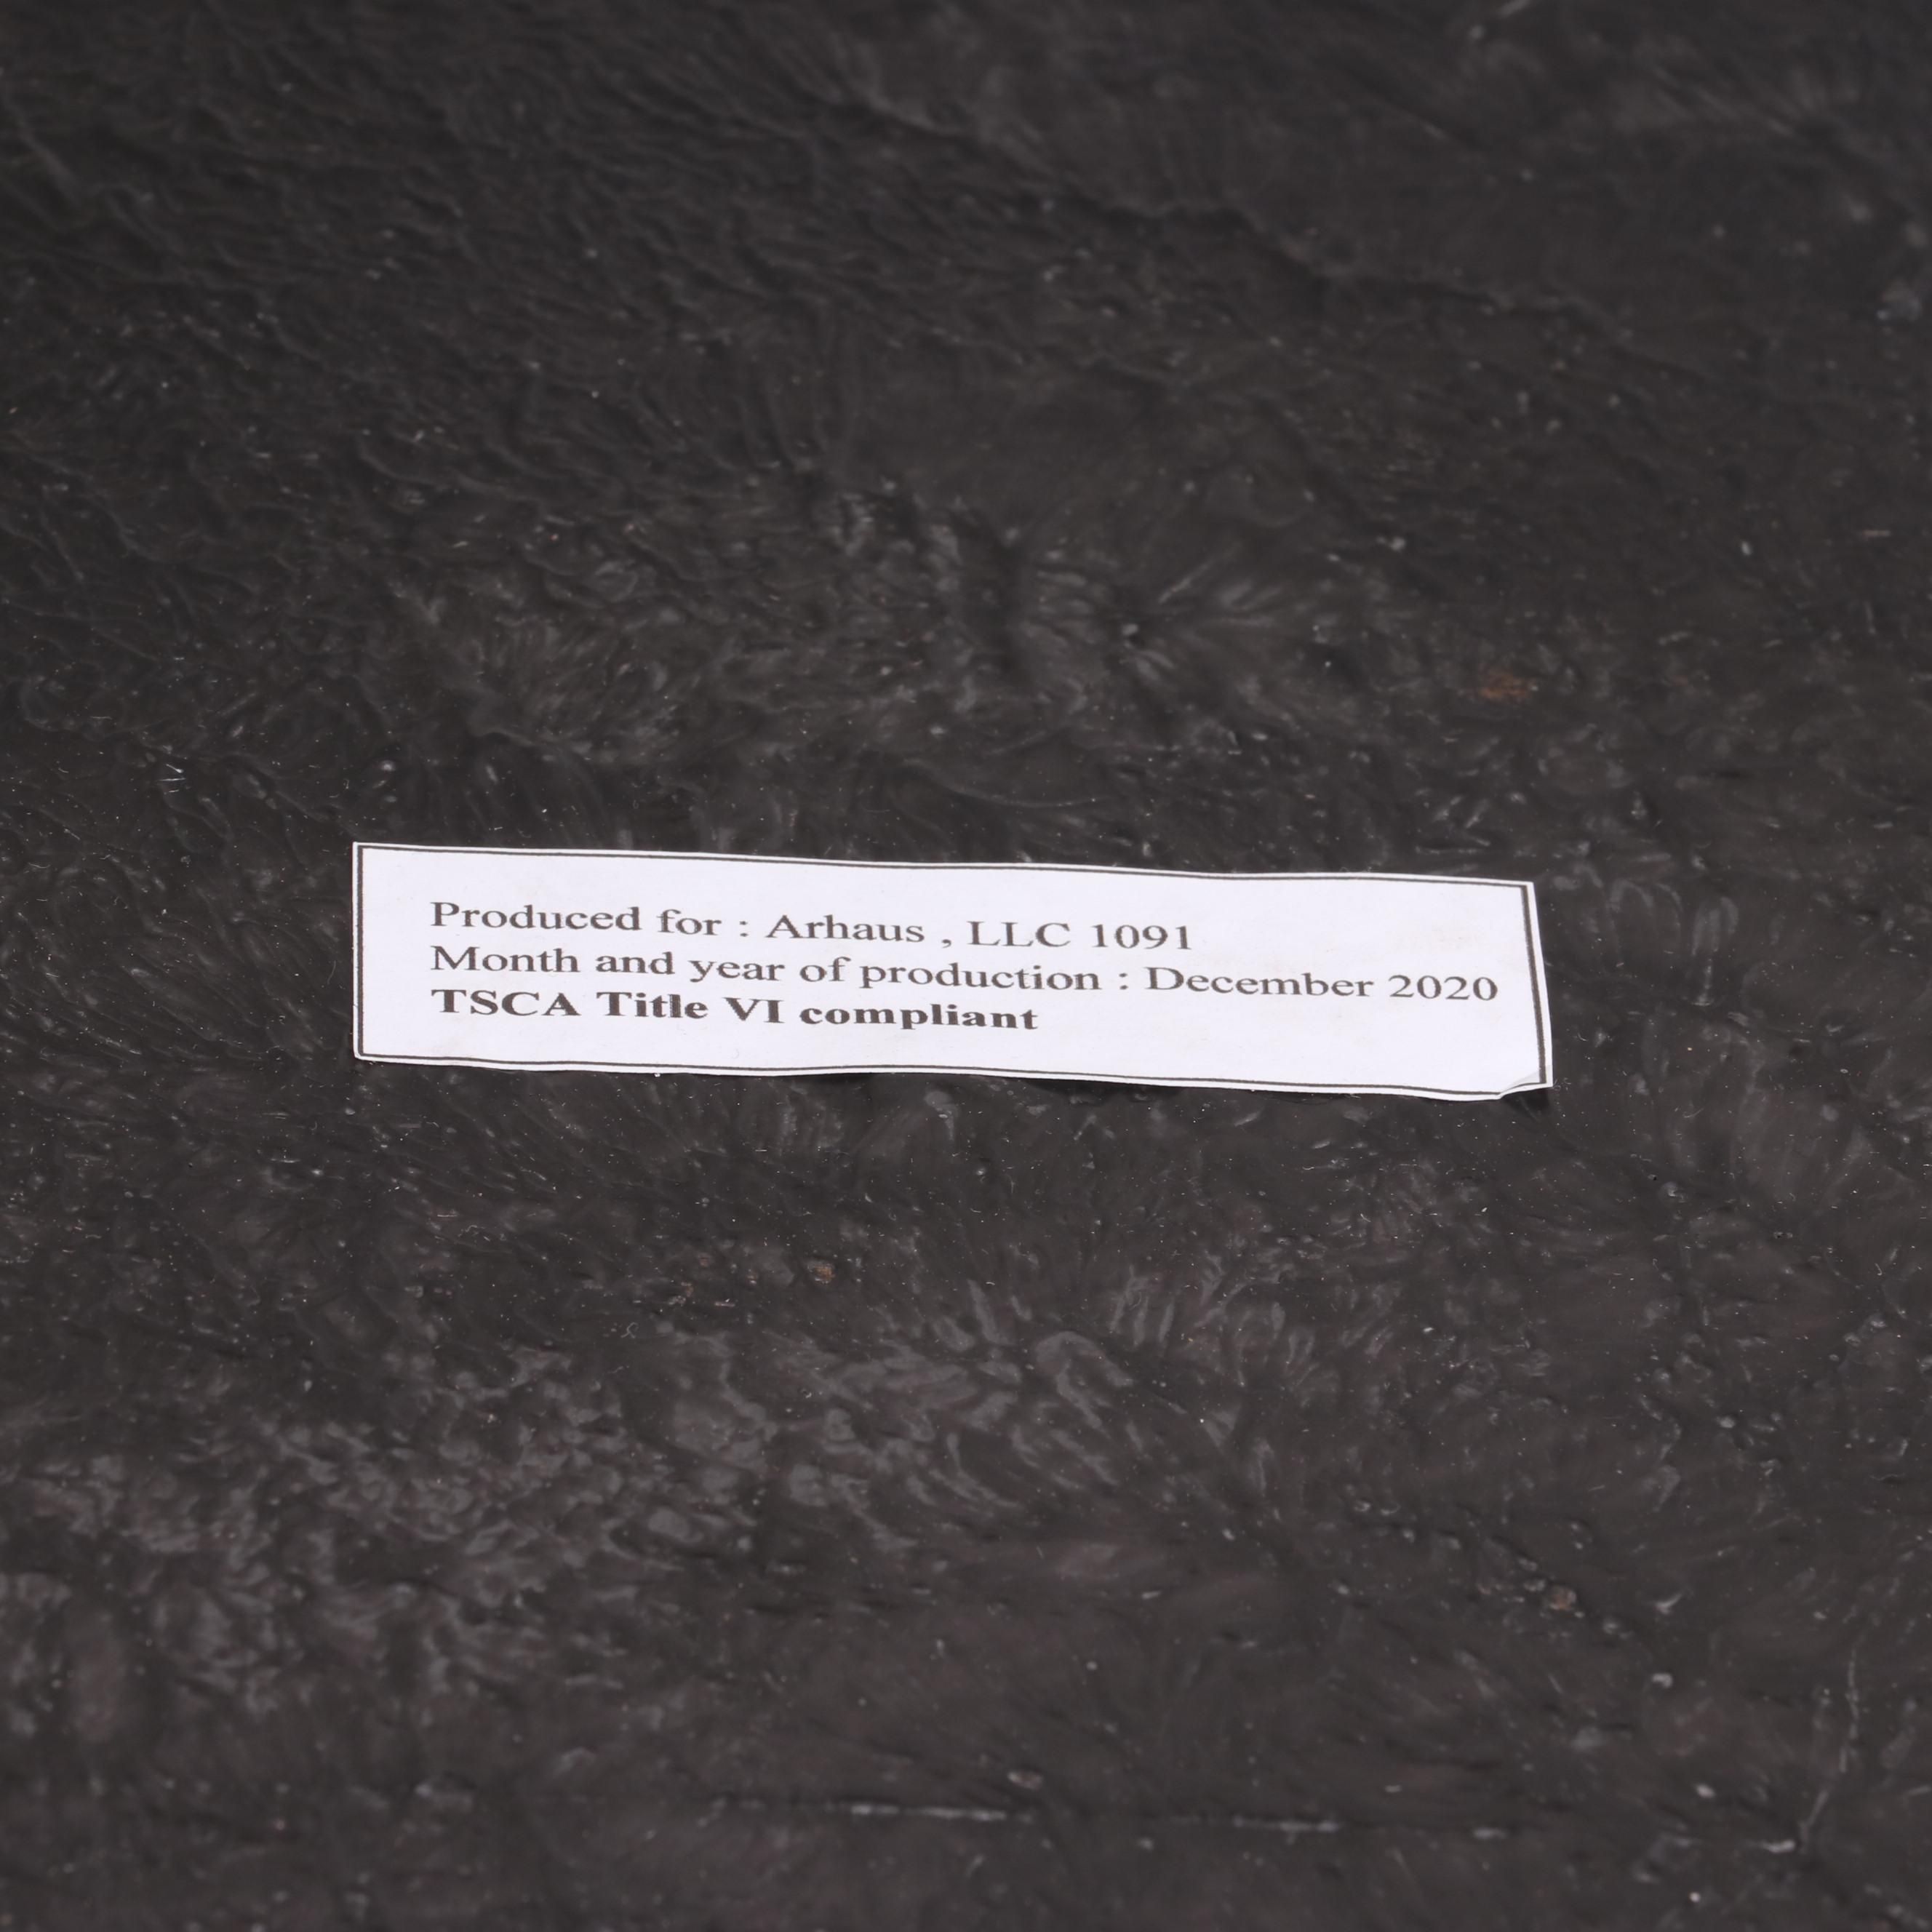 Produced for : Arhaus , LLC 1091
Month and year of production : December 2020
TSCA Title VI compliant